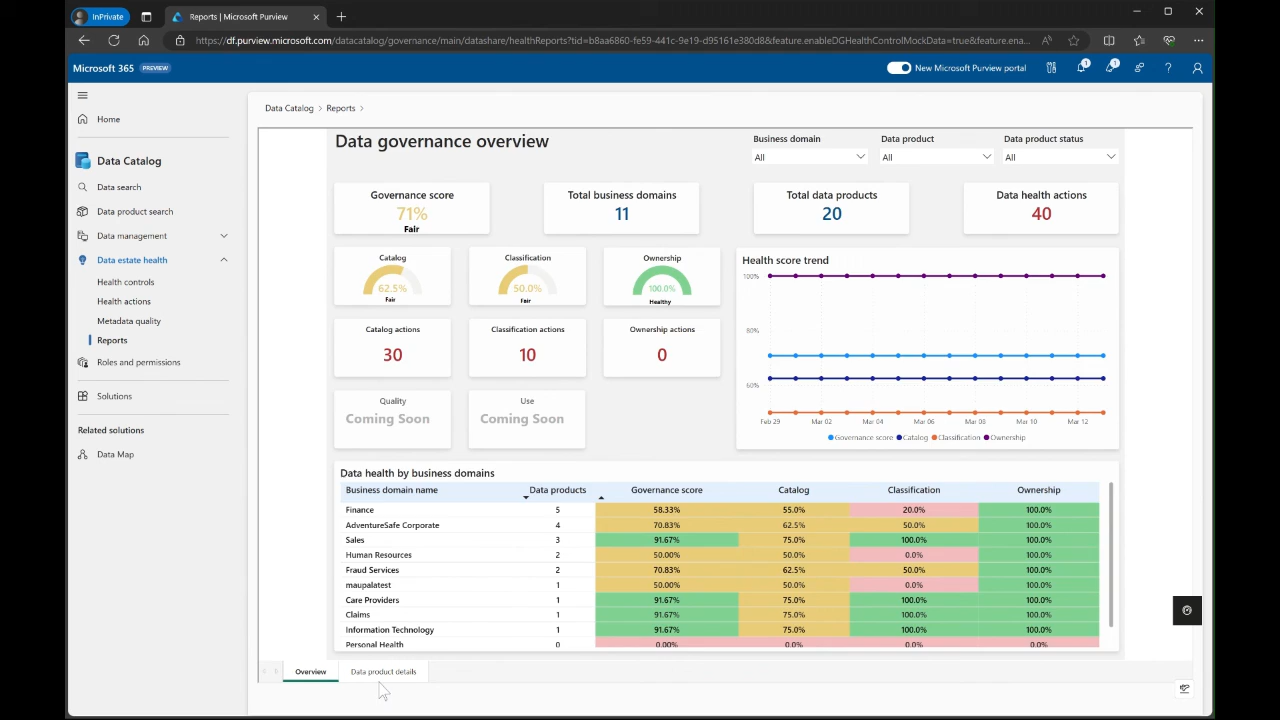 InPrivate
Reports | Microsoft Purview
https://df.purview.microsoft.com/datacatalog/governance/main/datashare/healthReports?tid=b8aa6860-fe59-441c-9e19-d95161e380d8&feature.enableDGHealthControlMockData=true&feature.ena...
Microsoft 365 PREVIEW
New Microsoft Purview portal
1
1
Home
Data Catalog
Data search
Data product search
Data management
Data estate health
Health controls
Health actions
Metadata quality
Reports
Roles and permissions
Solutions
Related solutions
Data Map
Data Catalog > Reports >
Data governance overview
Business domain
All
Data product
All
Data product status
All
Governance score
71%
Fair
Total business domains
11
Total data products
20
Data health actions
40
Catalog
62.5%
Fair
Classification
50.0%
Fair
Ownership
100.0%
Healthy
Catalog actions
30
Classification actions
10
Ownership actions
0
Quality
Coming Soon
Use
Coming Soon
Health score trend
100%
80%
60%
Feb 29 Mar 02 Mar 04 Mar 06 Mar 08 Mar 10 Mar 12
Governance score Catalog Classification Ownership
Data health by business domains
Business domain name Data products Governance score Catalog Classification Ownership
Finance 5 58.33% 55.0% 20.0% 100.0%
AdventureSafe Corporate 4 70.83% 62.5% 50.0% 100.0%
Sales 3 91.67% 75.0% 100.0% 100.0%
Human Resources 2 50.00% 50.0% 0.0% 100.0%
Fraud Services 2 70.83% 62.5% 50.0% 100.0%
maupalatest 1 50.00% 50.0% 0.0% 100.0%
Care Providers 1 91.67% 75.0% 100.0% 100.0%
Claims 1 91.67% 75.0% 100.0% 100.0%
Information Technology 1 91.67% 75.0% 100.0% 100.0%
Personal Health 0 0.00% 0.0% 0.0% 0.0%
Overview
Data product details